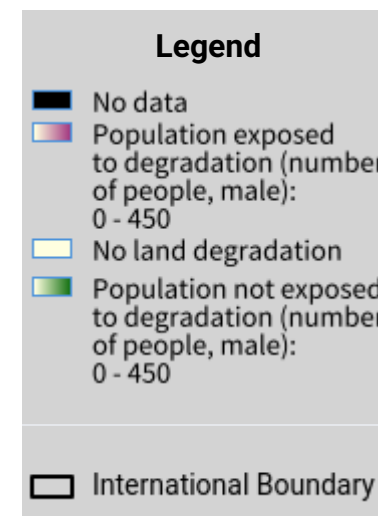 Legend
No data
Population exposed
to degradation (number
of people, male):
0 - 450
No land degradation
Population not exposed
to degradation (number
of people, male):
0 - 450
International Boundary